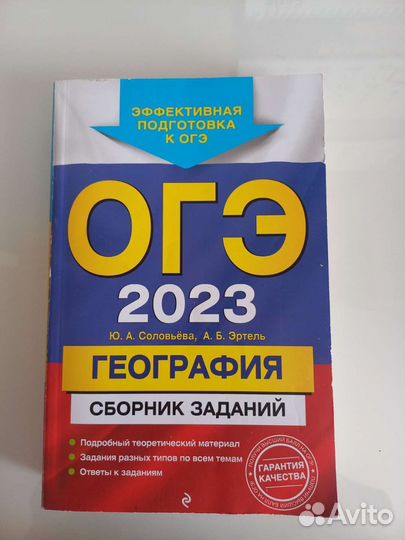 ЭФФЕКТИВНАЯ
ПОДГОТОВКА
К ОГЭ
ОГЭ
2023
Ю. А. Соловьёва, А. Б. Эртель
ГЕОГРАФИЯ
СБОРНИК ЗАДАНИЙ
Подробный теоретический материал
Задания разных типов по всем темам
Ответы к заданиям
ГАРАНТИЯ
КАЧЕСТВА
Avito